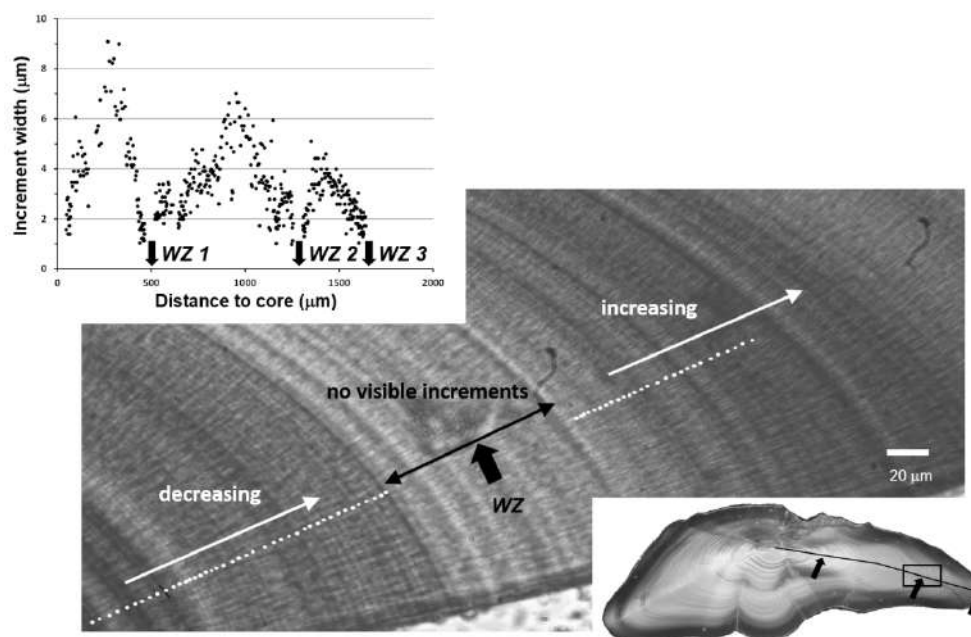 10
8
6
4
2
0
Increment width (μm)
WZ 1
WZ 2
WZ 3
0
500
1000
1500
2000
Distance to core (μm)
increasing
no visible increments
20 μm
decreasing
WZ